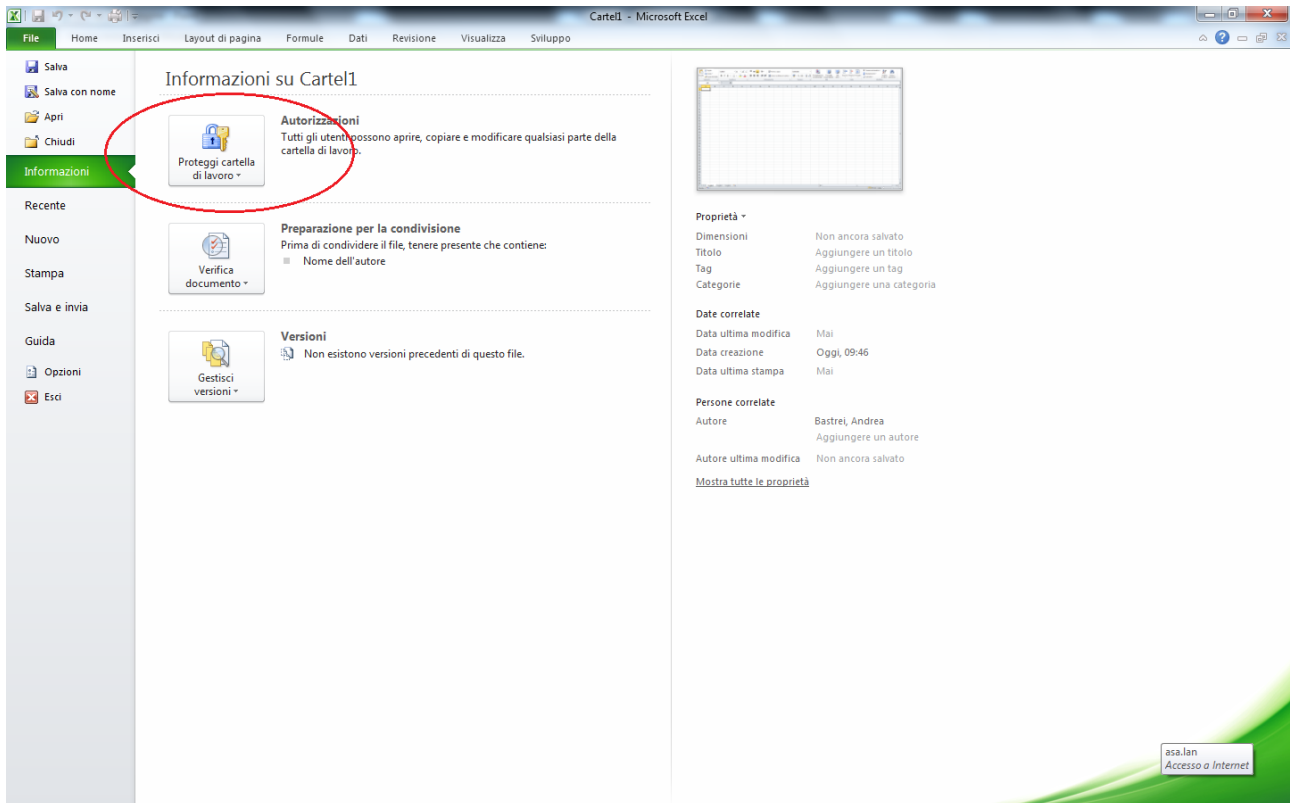 Cartel1 - Microsoft Excel
File Home Inserisci Layout di pagina Formule Dati Revisione Visualizza Sviluppo
Salva
Salva con nome
Apri
Chiudi
Informazioni
Recente
Nuovo
Stampa
Salva e invia
Guida
Opzioni
Esci
Informazioni su Cartel1
Proteggi cartella
di lavoro
Autorizzazioni
Tutti gli utenti possono aprire, copiare e modificare qualsiasi parte della
cartella di lavoro.
Verifica
documento
Preparazione per la condivisione
Prima di condividere il file, tenere presente che contiene:
Nome dell'autore
Gestisci
versioni
Versioni
Non esistono versioni precedenti di questo file.
Proprietà
Dimensioni Non ancora salvato
Titolo Aggiungere un titolo
Tag Aggiungere un tag
Categorie Aggiungere una categoria
Date correlate
Data ultima modifica Mai
Data creazione Oggi, 09:46
Data ultima stampa Mai
Persone correlate
Autore Bastrei, Andrea
Aggiungere un autore
Autore ultima modifica Non ancora salvato
Mostra tutte le proprietà
asa.lan
Accesso a Internet